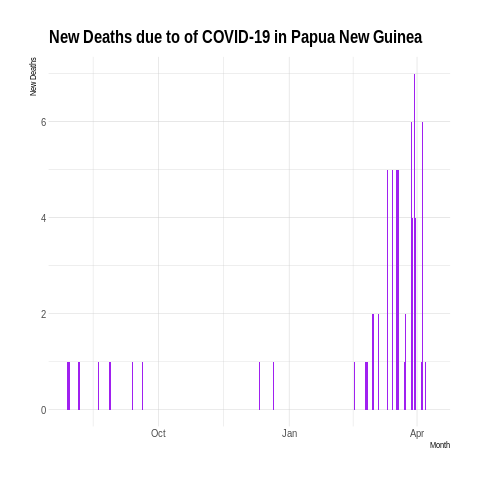 New Deaths due to of COVID-19 in Papua New Guinea
New Deaths
6
4
2
0
Oct
Jan
Apr
Month